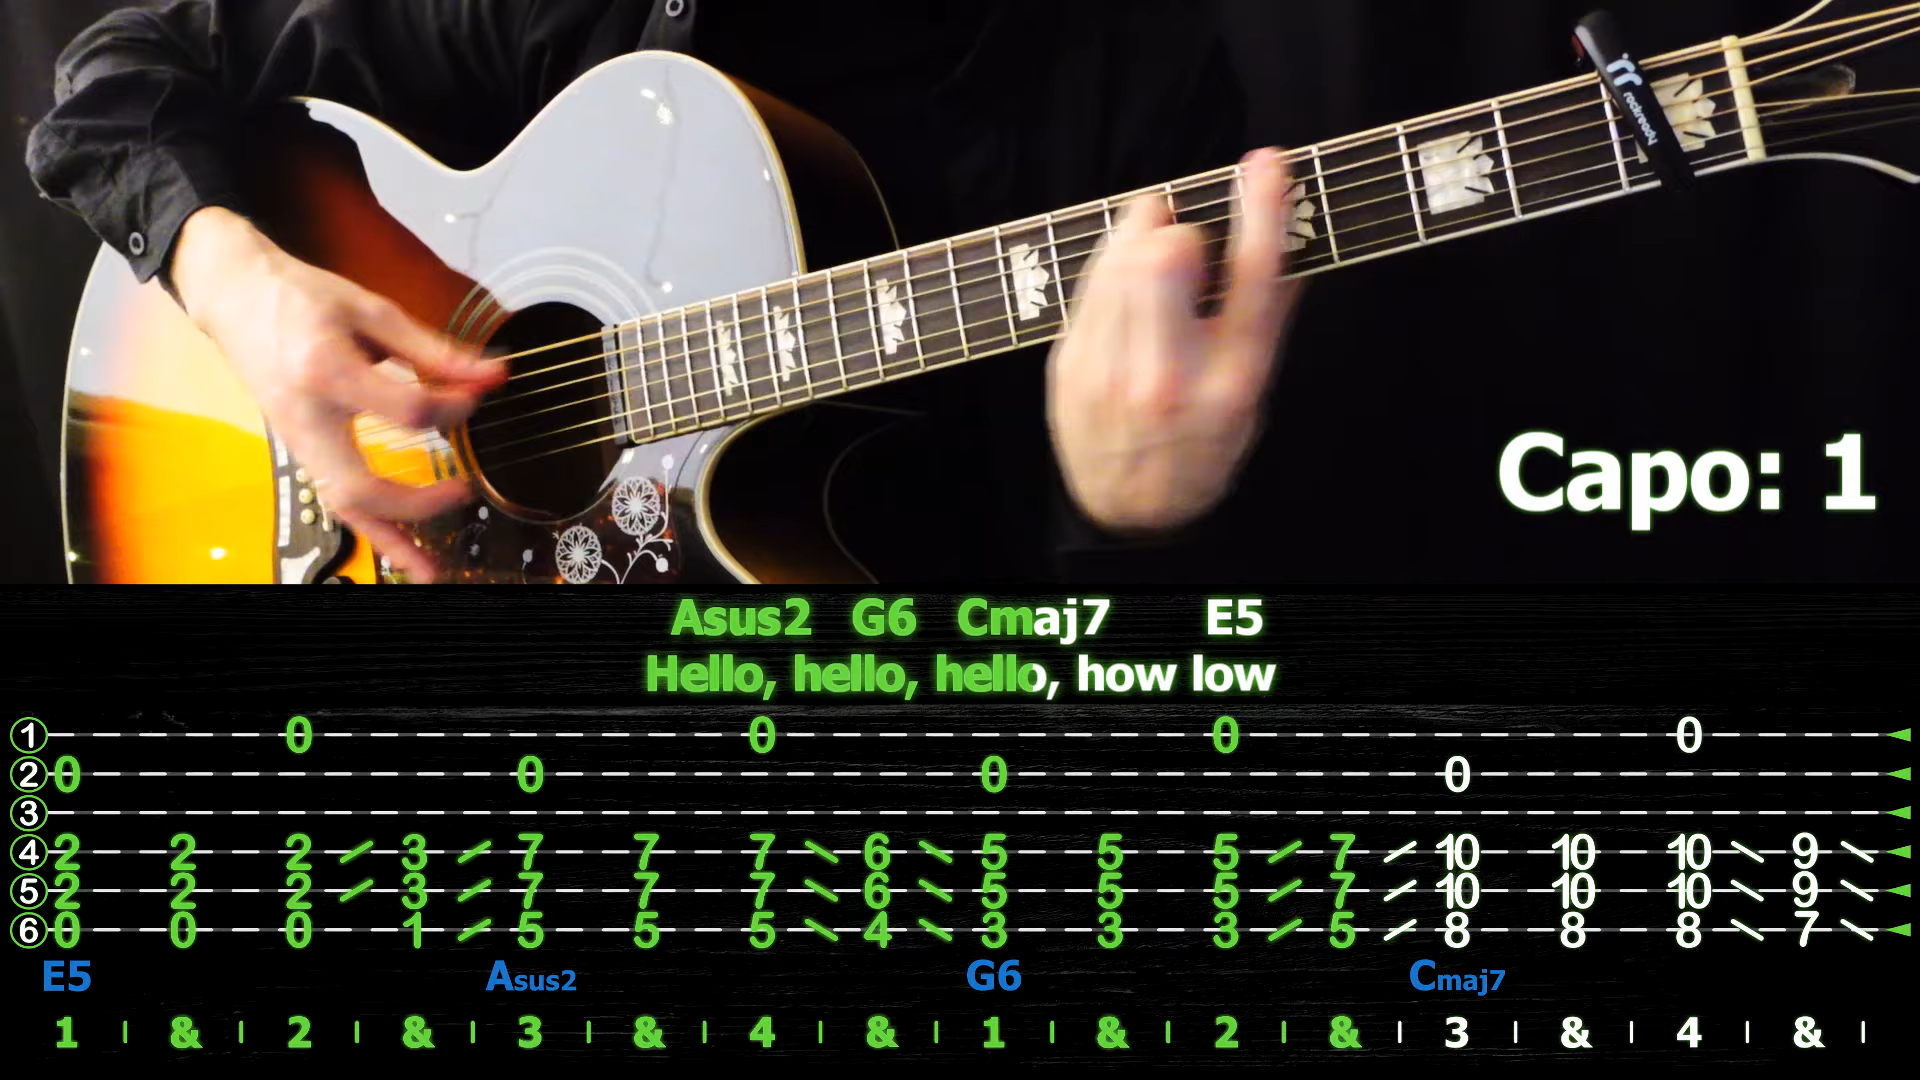 rockready
Capo: 1
Asus2 G6 Cmaj7 E5
Hello, hello, hello, how low
1 0 0 0 0
2 0 0 0 0
3
4 2 2 2 3 7 7 7 6 5 5 5 7 10 10 10 9
5 2 2 2 3 7 7 7 6 5 5 5 7 10 10 10 9
6 0 0 0 1 5 5 5 4 3 3 3 5 8 8 8 7
E5 Asus2 G6 Cmaj7
1 | & | 2 | & | 3 | & | 4 | & | 1 | & | 2 | & | 3 | & | 4 | & |